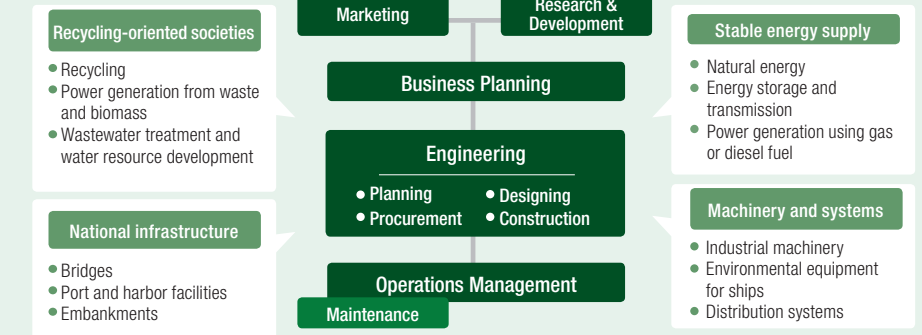 Recycling-oriented societies
Recycling
Power generation from waste
and biomass
Wastewater treatment and
water resource development
National infrastructure
Bridges
Port and harbor facilities
Embankments
Marketing
Research &
Development
Business Planning
Engineering
Planning
Designing
Procurement
Construction
Operations Management
Maintenance
Stable energy supply
Natural energy
Energy storage and
transmission
Power generation using gas
or diesel fuel
Machinery and systems
Industrial machinery
Environmental equipment
for ships
Distribution systems